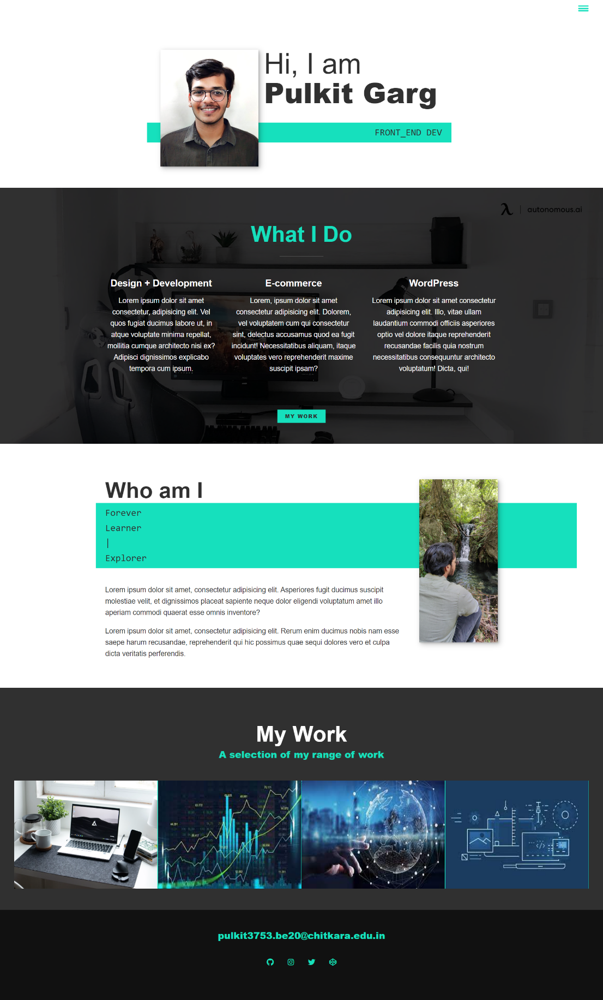 Hi, I am
Pulkit Garg
FRONT_END DEV
autonomous.ai
What I Do
Design + Development
Lorem ipsum dolor sit amet
consectetur, adipisicing elit. Vel
quos fugiat ducimus labore ut, in
atque voluptate minima repellat,
mollitia cumque architecto nisi ex?
Adipisci dignissimos explicabo
tempora cum ipsum.
E-commerce
Lorem, ipsum dolor sit amet
consectetur adipisicing elit. Dolorem,
vel voluptatem cum qui consectetur
sint, delectus accusamus quod ea fugit
incidunt! Necessitatibus aliquam, itaque
voluptates vero reprehenderit maxime
suscipit ipsam?
WordPress
Lorem ipsum dolor sit amet consectetur
adipisicing elit. Illo, vitae ullam
laudantium commodi officiis asperiores
optio vel dolore itaque reprehenderit
recusandae facilis quia nostrum
necessitatibus consequuntur architecto
voluptatum! Dicta, qui!
MY WORK
Who am I
Forever
Learner
|
Explorer
Lorem ipsum dolor sit amet, consectetur adipisicing elit. Asperiores fugit ducimus suscipit
molestiae velit, et dignissimos placeat sapiente neque dolor eligendi voluptatum amet illo
aperiam commodi quaerat esse omnis inventore?
Lorem ipsum dolor sit amet, consectetur adipisicing elit. Rerum enim ducimus nobis nam esse
saepe harum recusandae, reprehenderit qui hic possimus quae sequi dolores vero et culpa
dicta veritatis perferendis.
My Work
A selection of my range of work
pulkit3753.be20@chitkara.edu.in